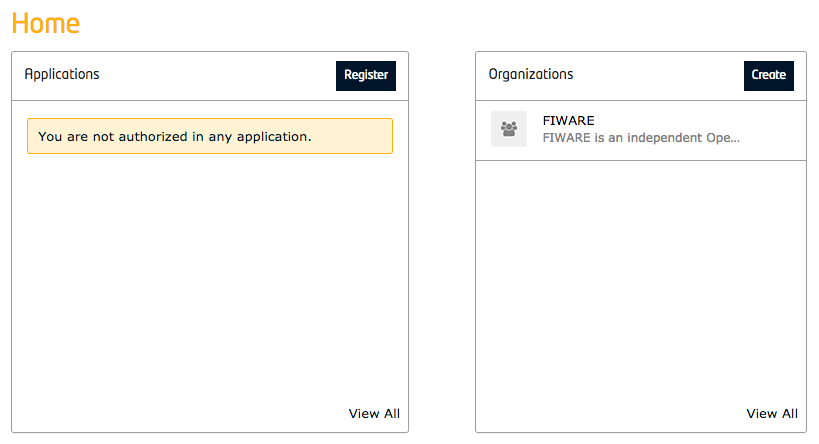 Home
Applications
Register
You are not authorized in any application.
View All
Organizations
Create
FIWARE
FIWARE is an independent Ope...
View All